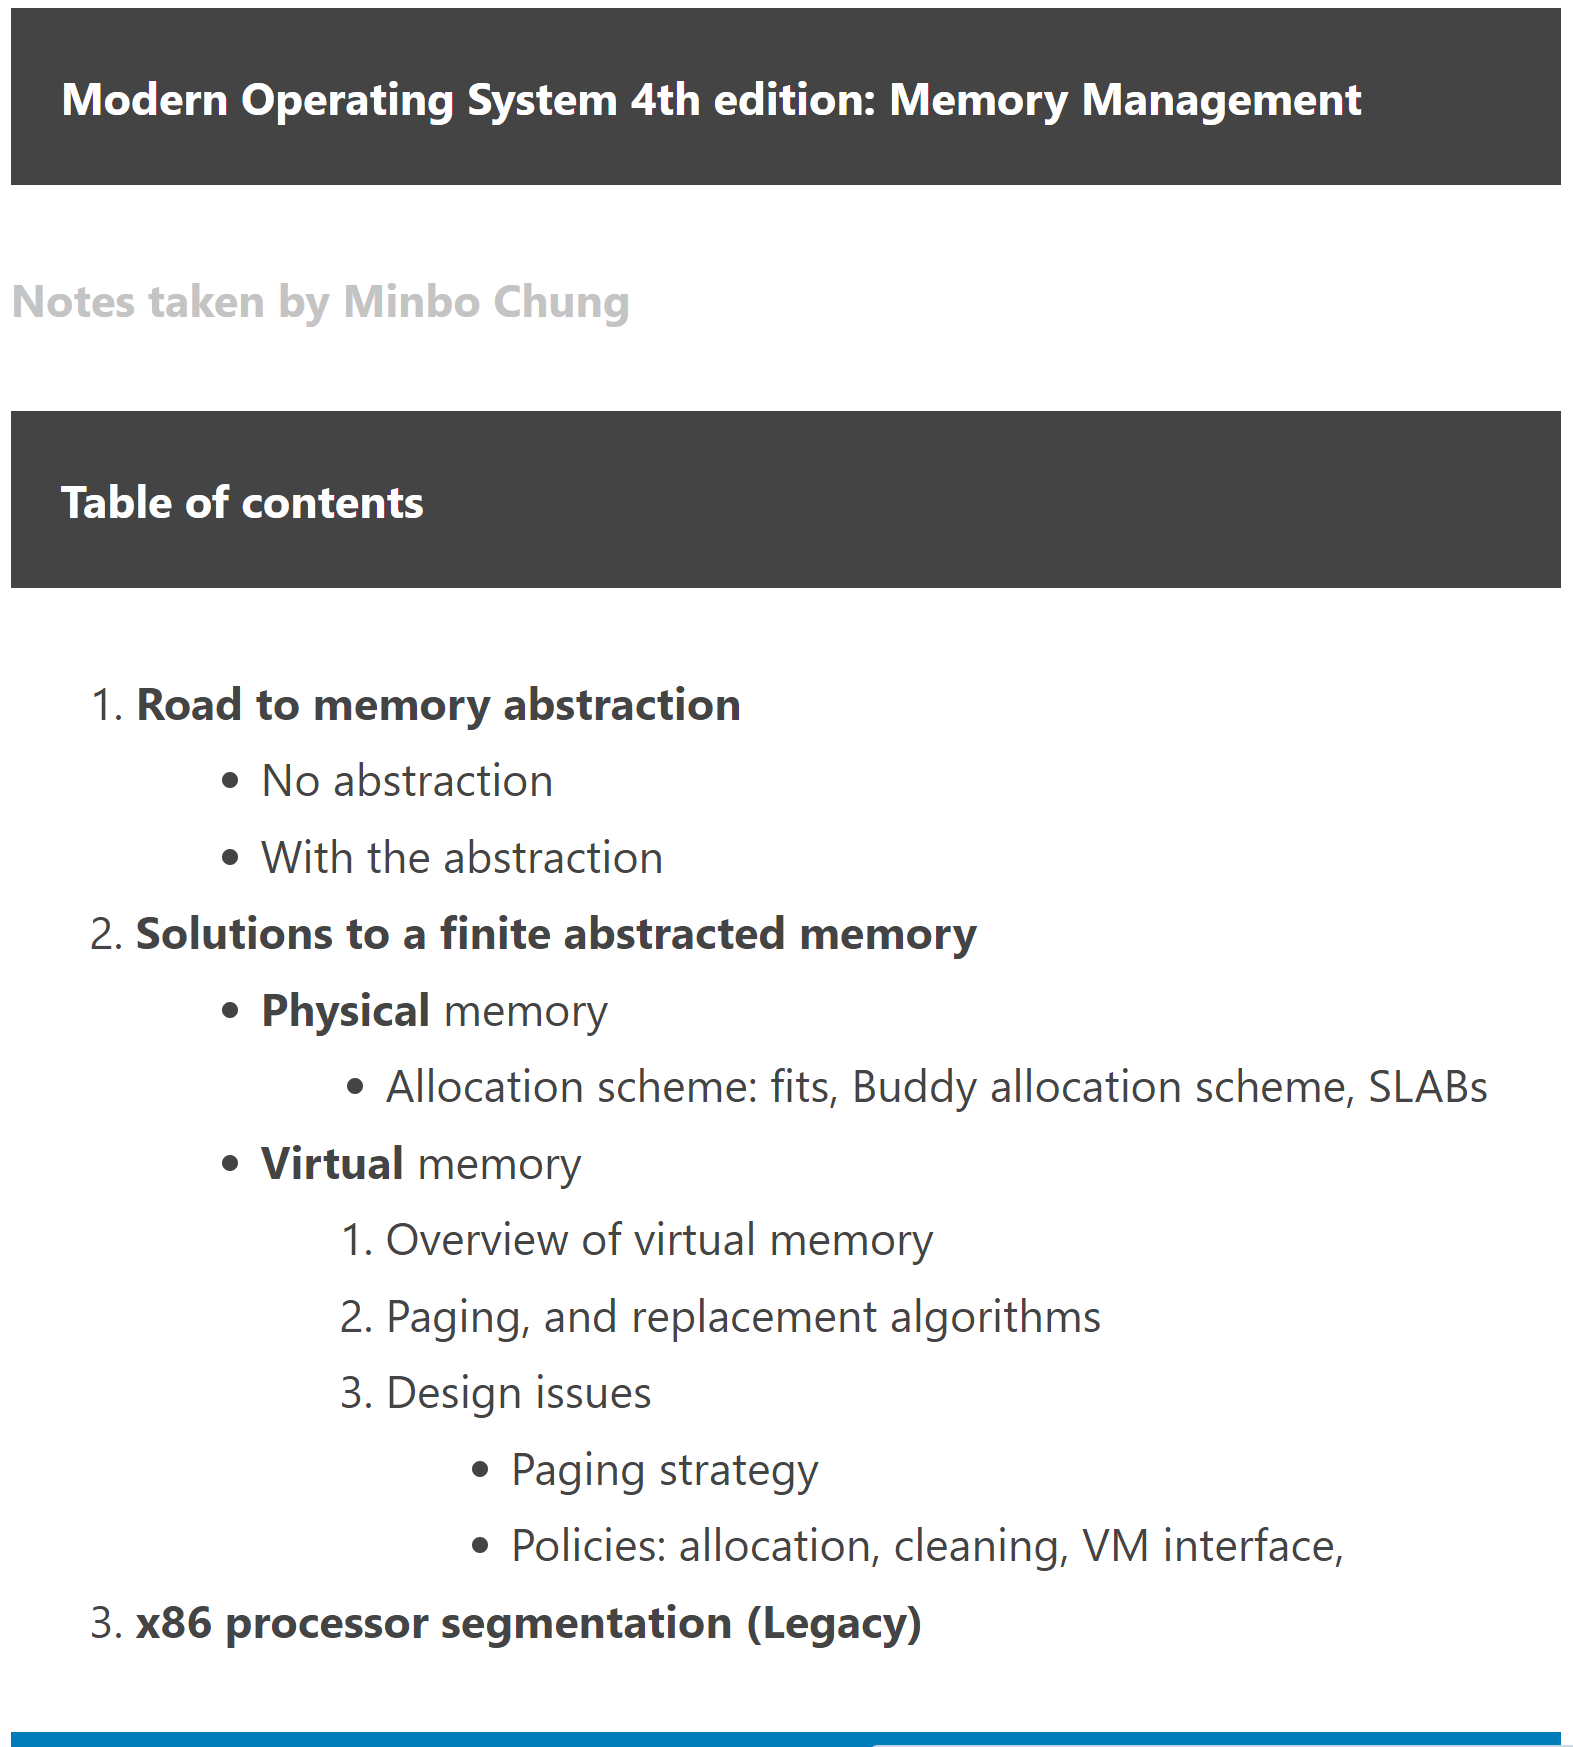 Modern Operating System 4th edition: Memory Management
Notes taken by Minbo Chung
Table of contents
1. Road to memory abstraction
• No abstraction
• With the abstraction
2. Solutions to a finite abstracted memory
• Physical memory
• Allocation scheme: fits, Buddy allocation scheme, SLABs
• Virtual memory
1. Overview of virtual memory
2. Paging, and replacement algorithms
3. Design issues
• Paging strategy
• Policies: allocation, cleaning, VM interface,
3. x86 processor segmentation (Legacy)